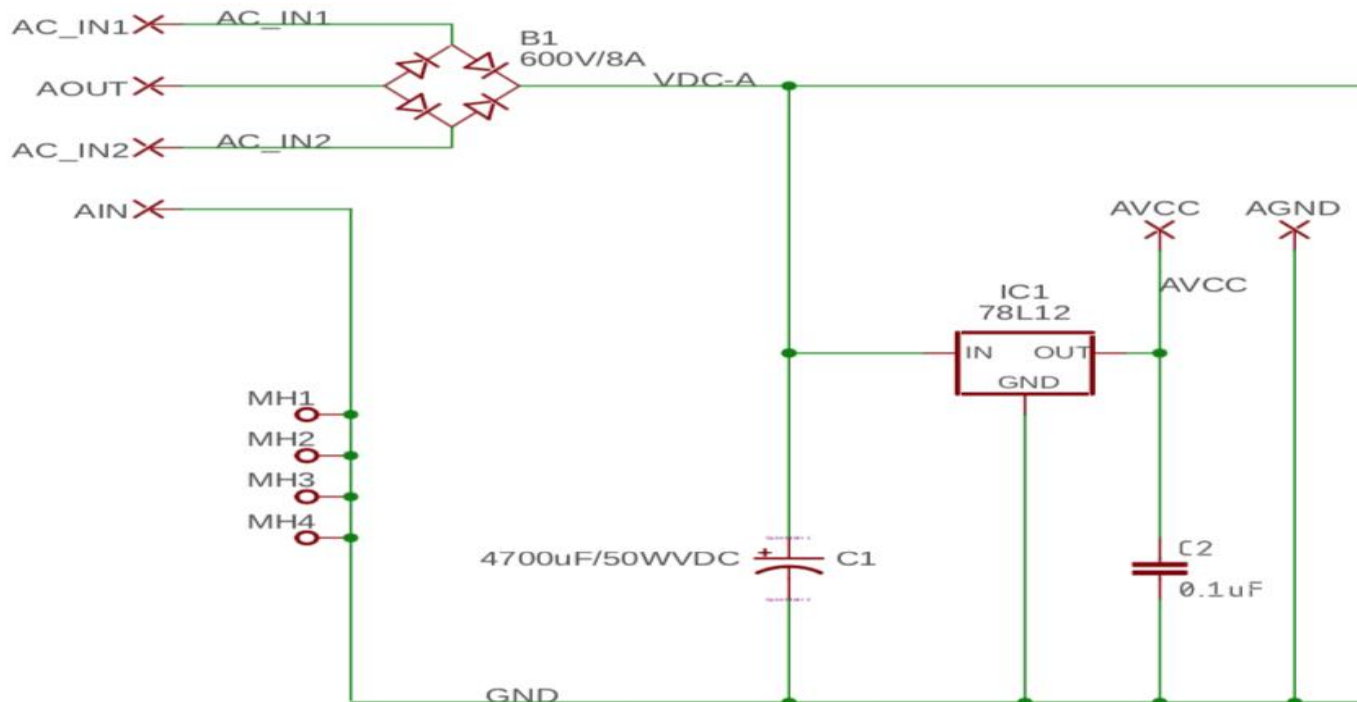 AC_IN1
AC_IN1
B1
600V/8A
VDC-A
AOUT
AC_IN2
AC_IN2
AIN
AVCC
AGND
AVCC
IC1
78L12
IN
OUT
GND
MH1
MH2
MH3
MH4
4700uF/50WVDC
+
C1
C2
0.1uF
GND